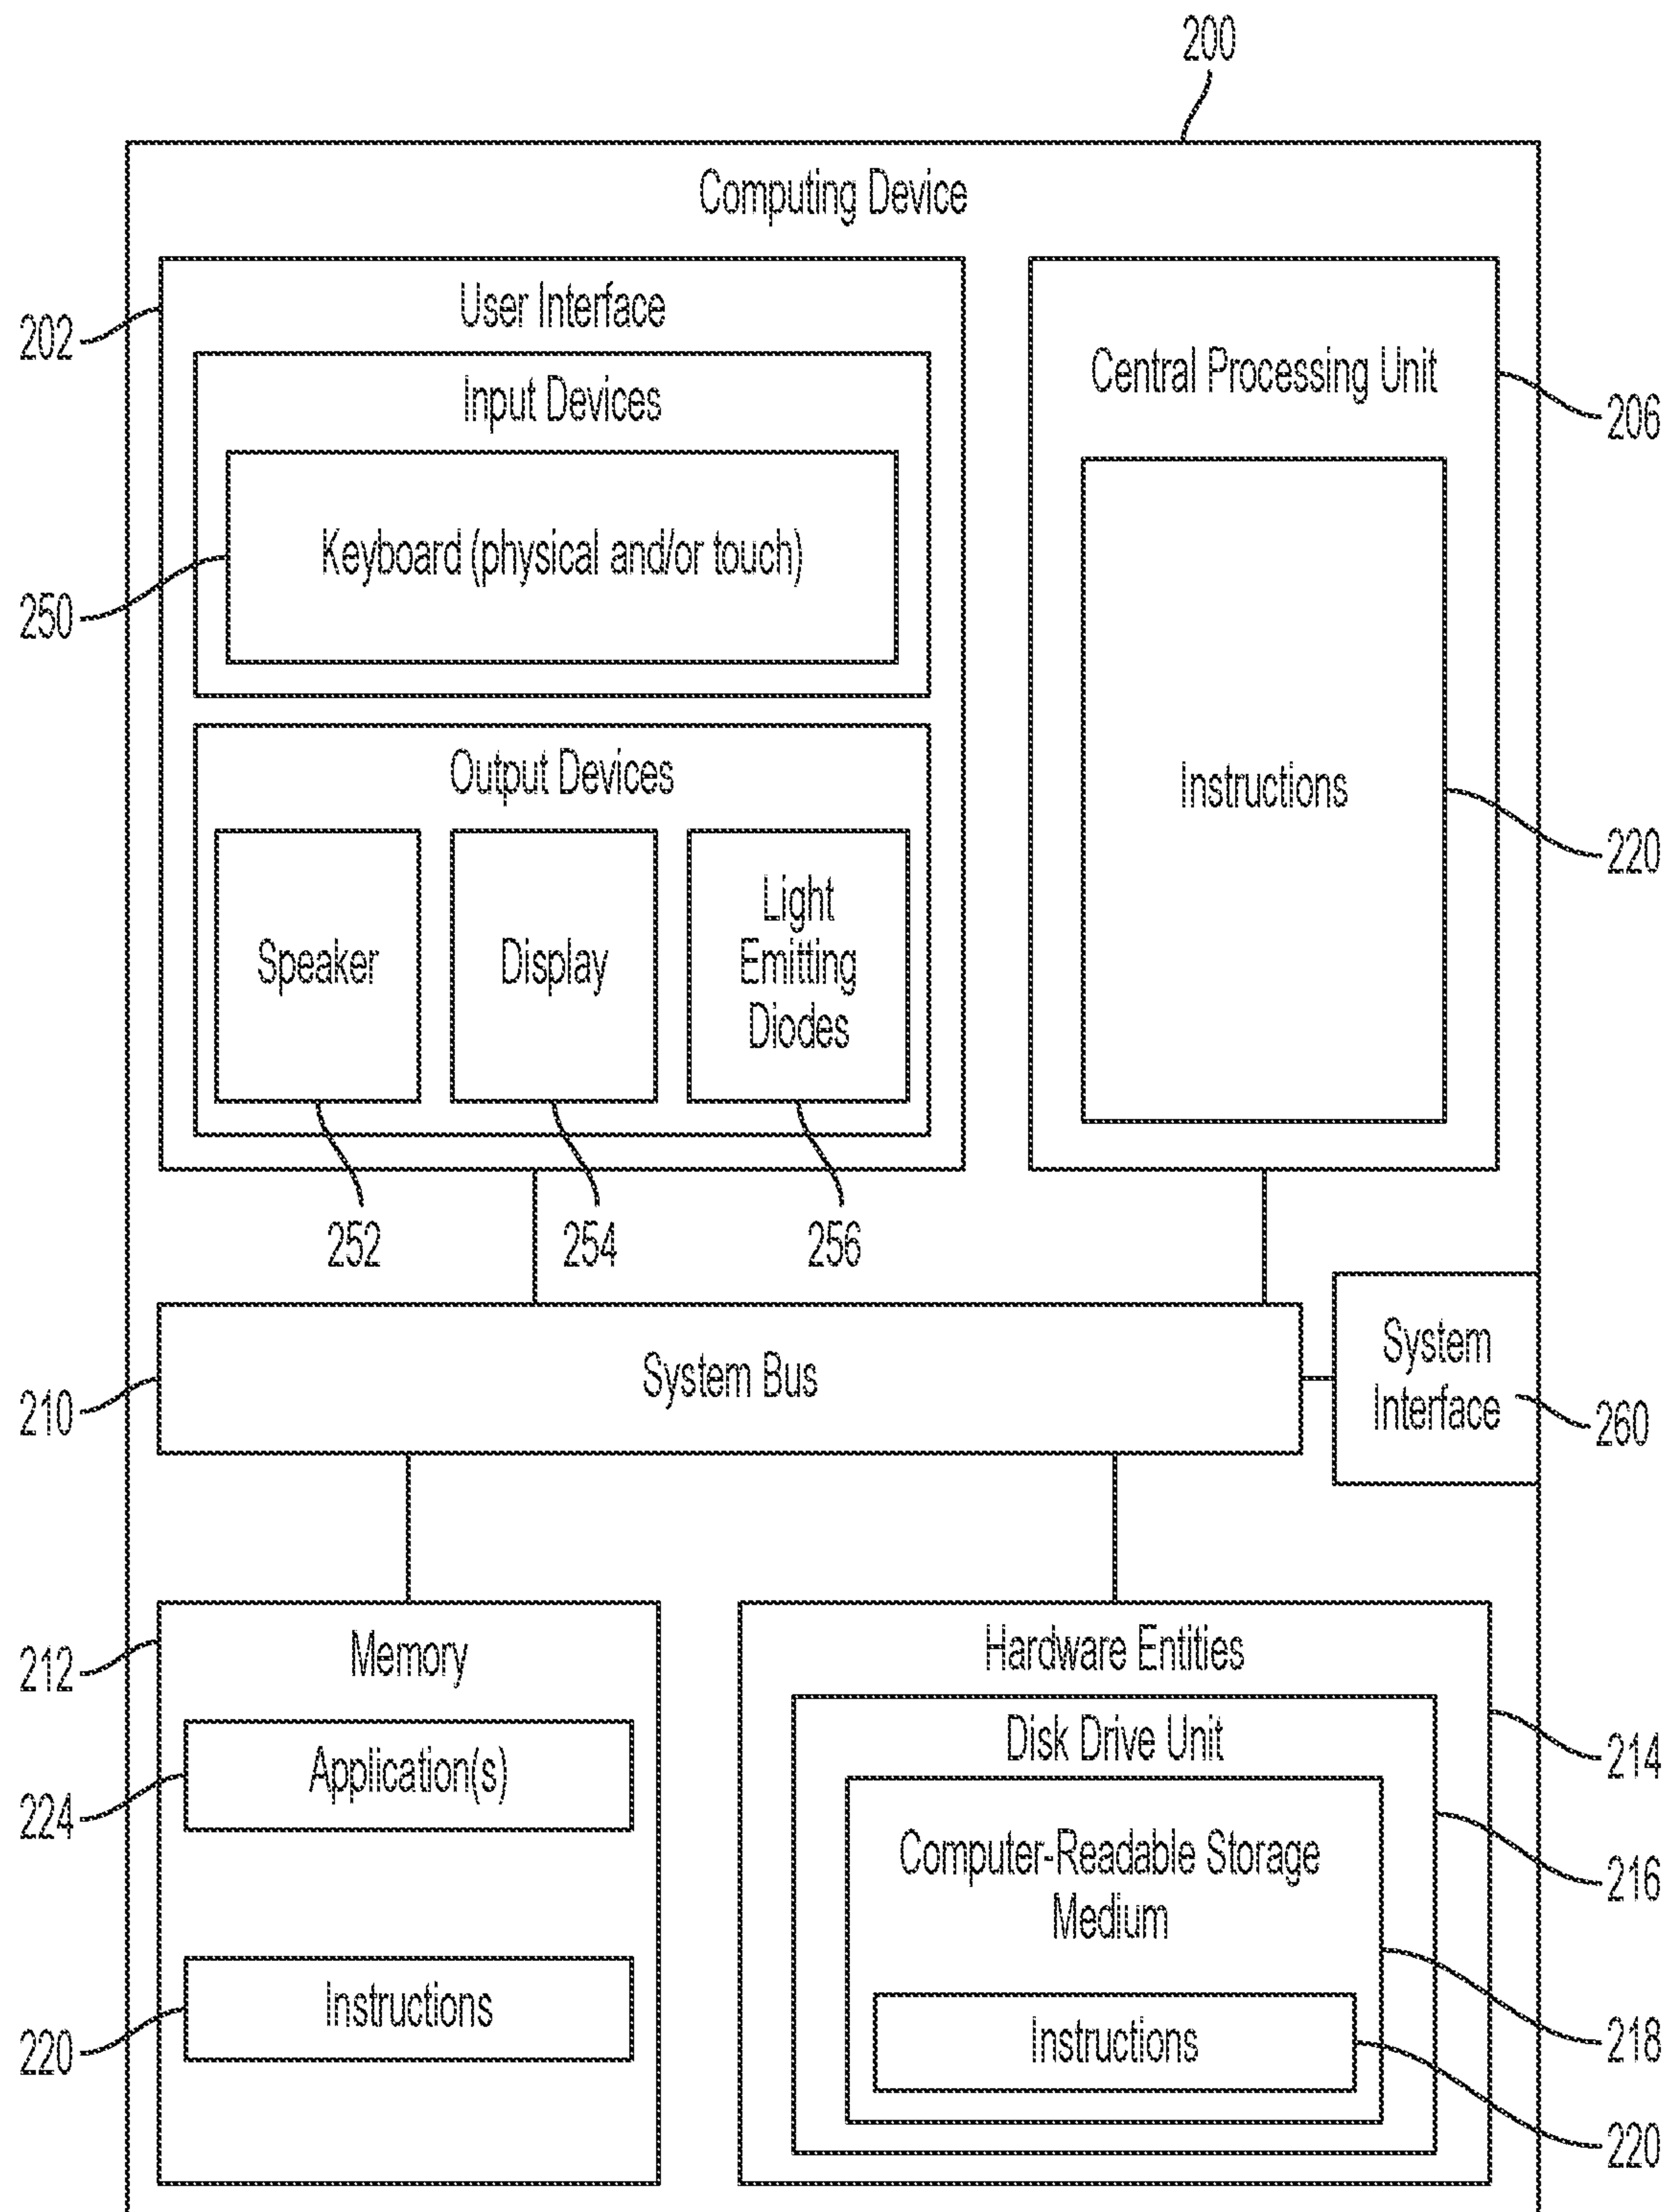 200
Computing Device
202
User Interface
Input Devices
Keyboard (physical and/or touch)
250
Output Devices
Speaker
Display
Light
Emitting
Diodes
252
254
256
Central Processing Unit
206
Instructions
220
System Bus
210
System
Interface
260
212
Memory
Application(s)
224
Instructions
220
Hardware Entities
214
Disk Drive Unit
216
Computer-Readable Storage
Medium
218
Instructions
220